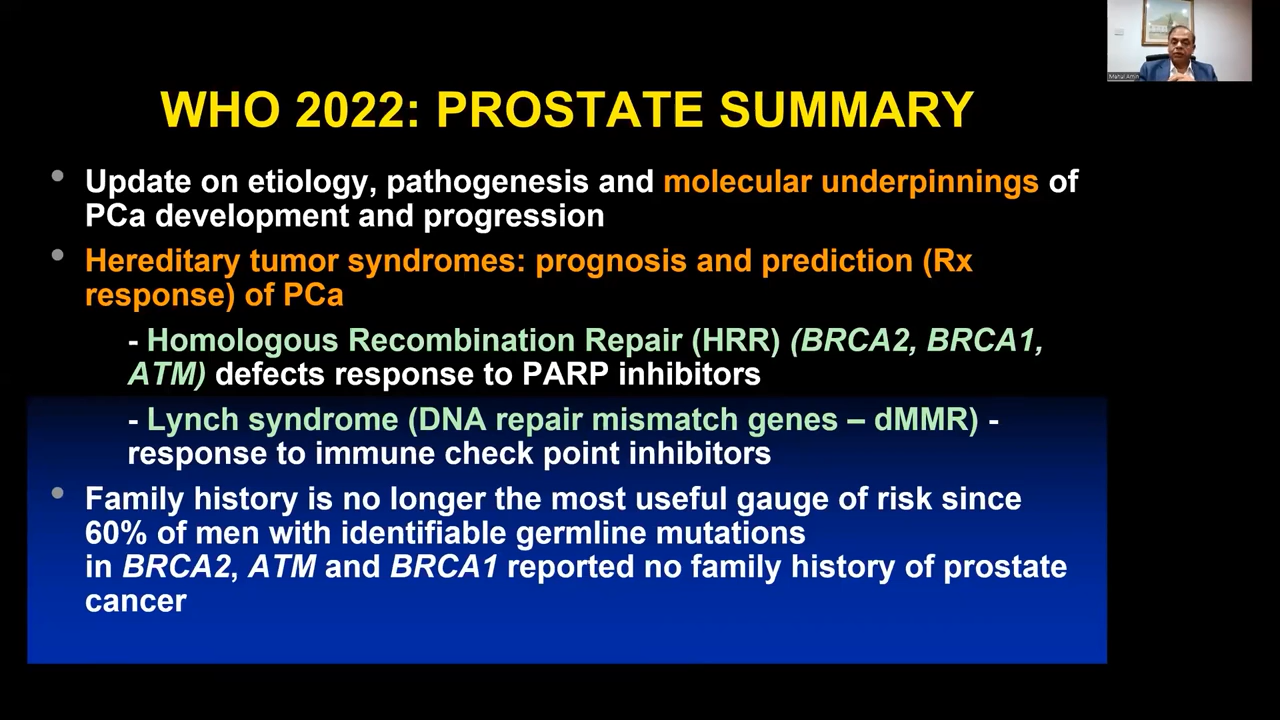 WHO 2022: PROSTATE SUMMARY
• Update on etiology, pathogenesis and molecular underpinnings of
PCa development and progression
• Hereditary tumor syndromes: prognosis and prediction (Rx
response) of PCa
- Homologous Recombination Repair (HRR) (BRCA2, BRCA1,
ATM) defects response to PARP inhibitors
- Lynch syndrome (DNA repair mismatch genes – dMMR) -
response to immune check point inhibitors
• Family history is no longer the most useful gauge of risk since
60% of men with identifiable germline mutations
in BRCA2, ATM and BRCA1 reported no family history of prostate
cancer